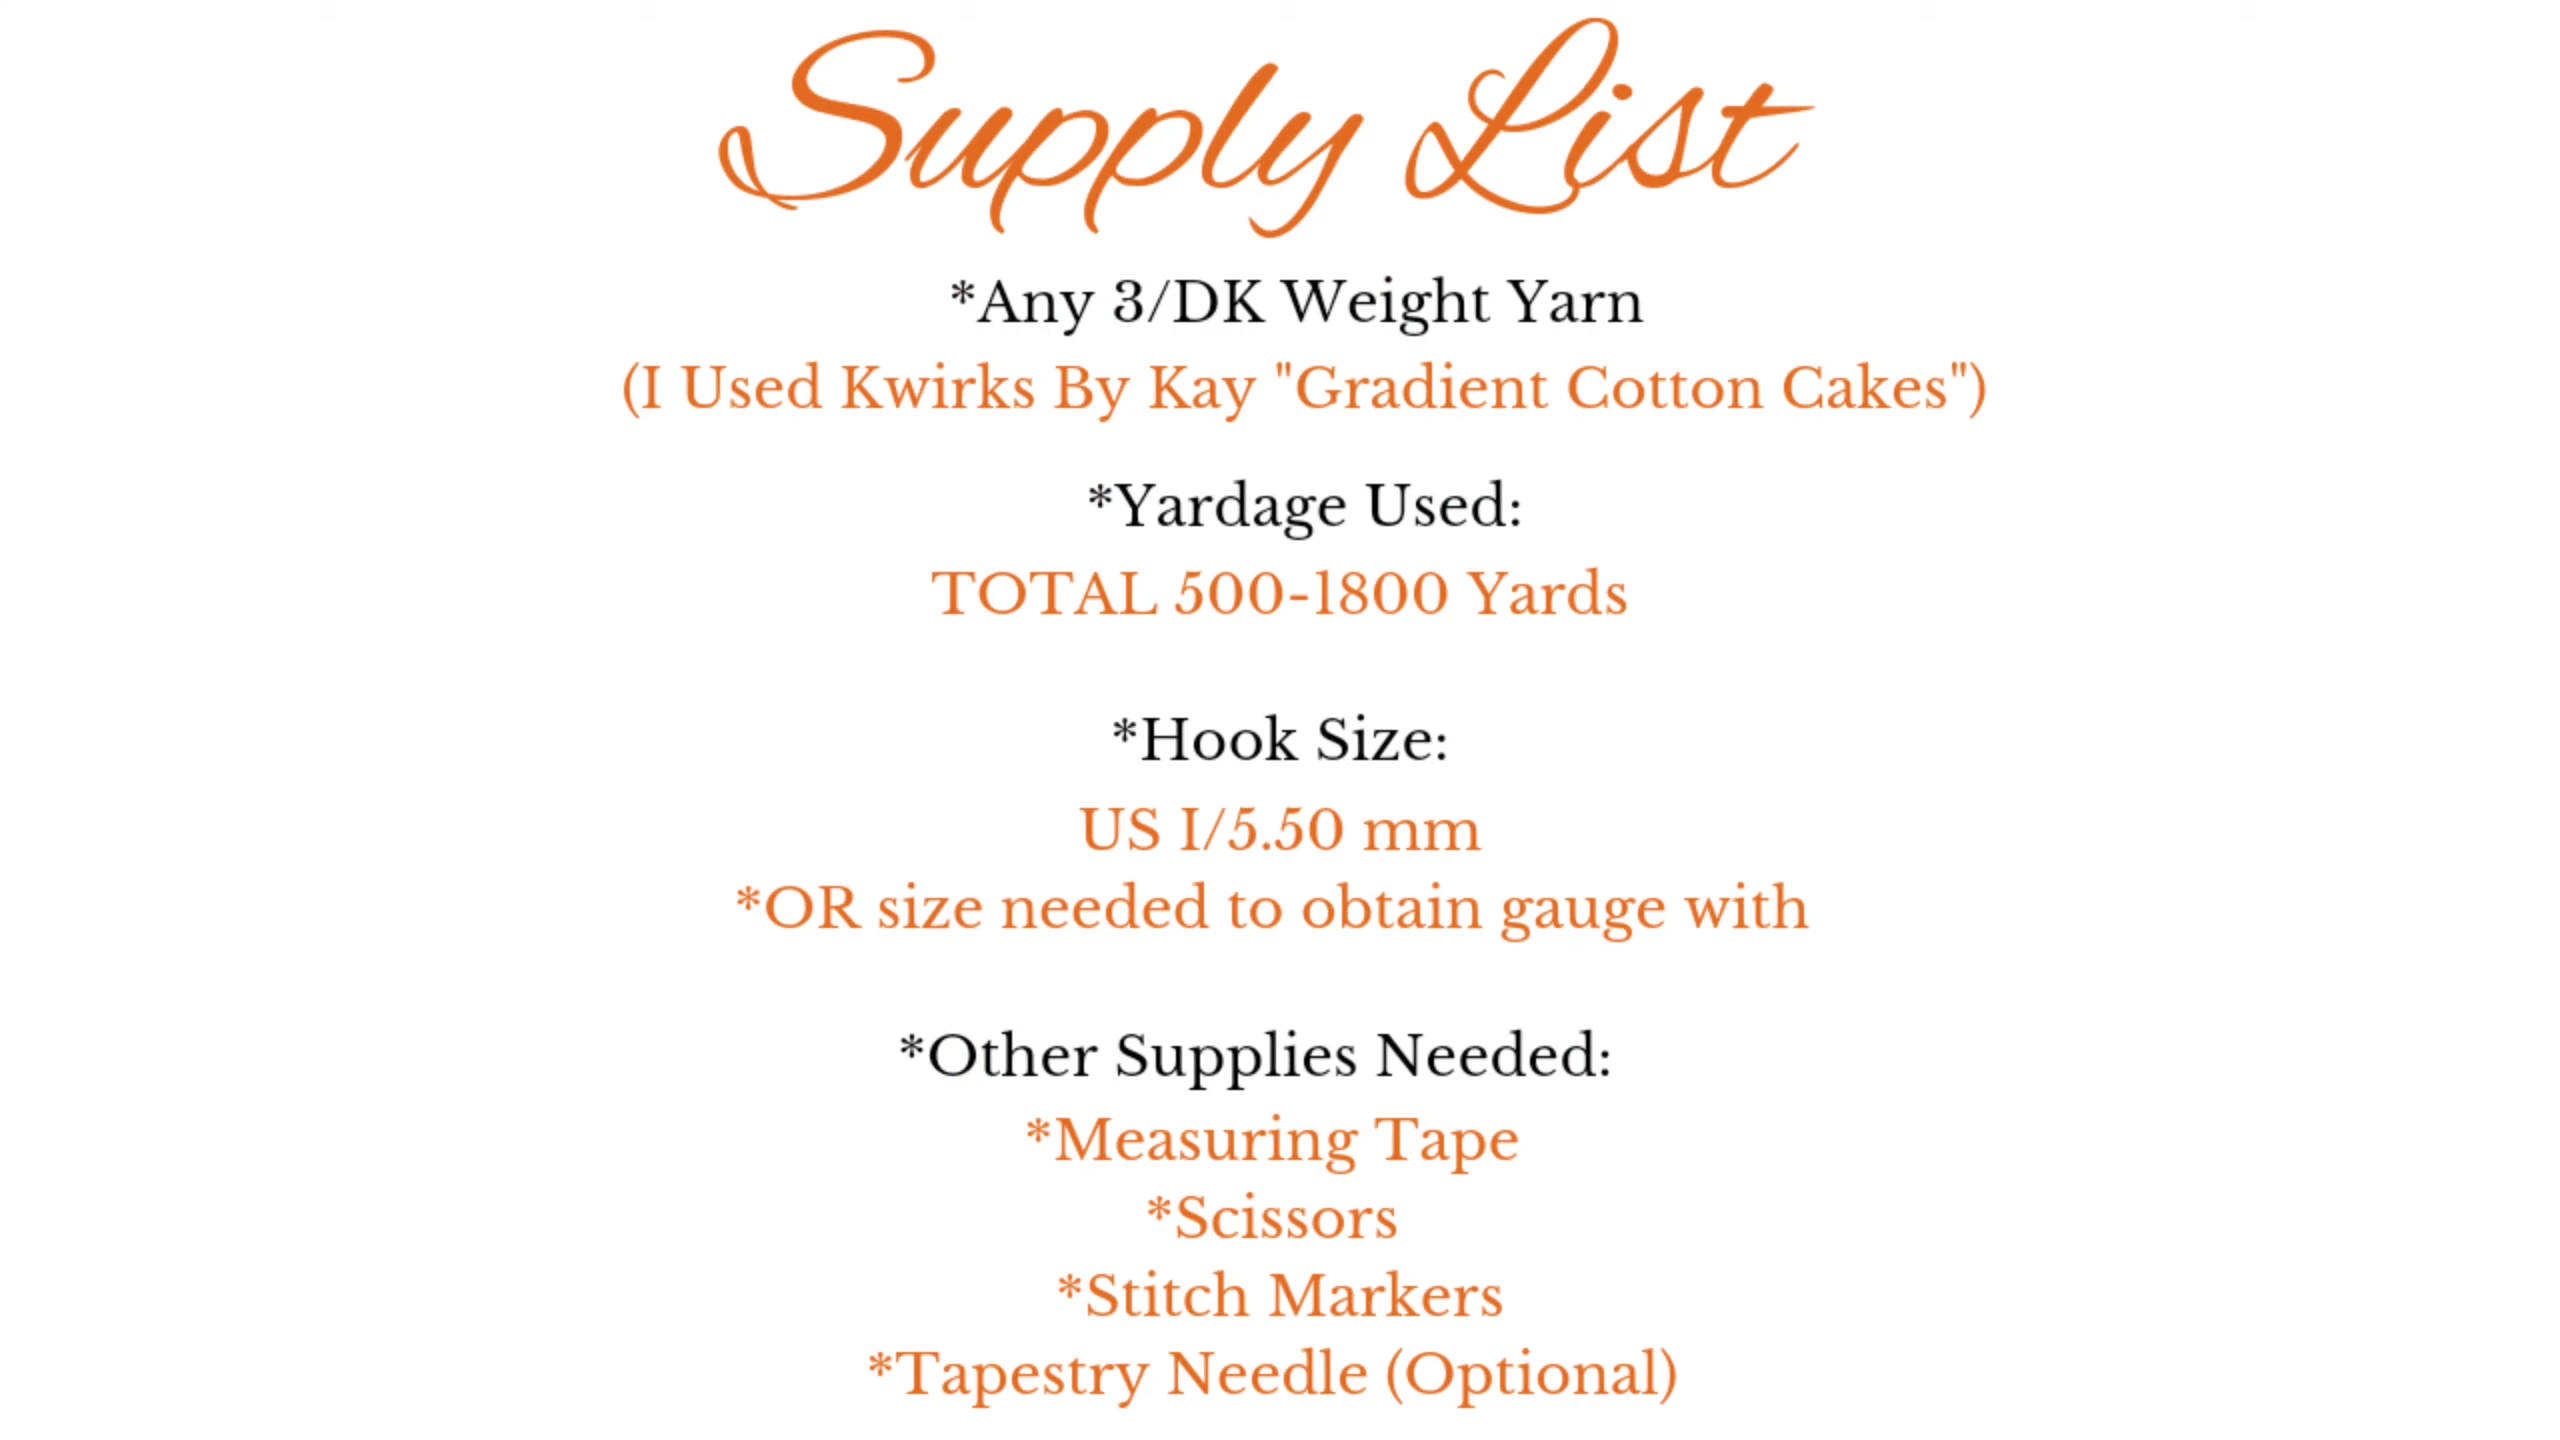 Supply List
*Any 3/DK Weight Yarn
(I Used Kwirks By Kay "Gradient Cotton Cakes")
*Yardage Used:
TOTAL 500-1800 Yards
*Hook Size:
US I/5.50 mm
*OR size needed to obtain gauge with
*Other Supplies Needed:
*Measuring Tape
*Scissors
*Stitch Markers
*Tapestry Needle (Optional)